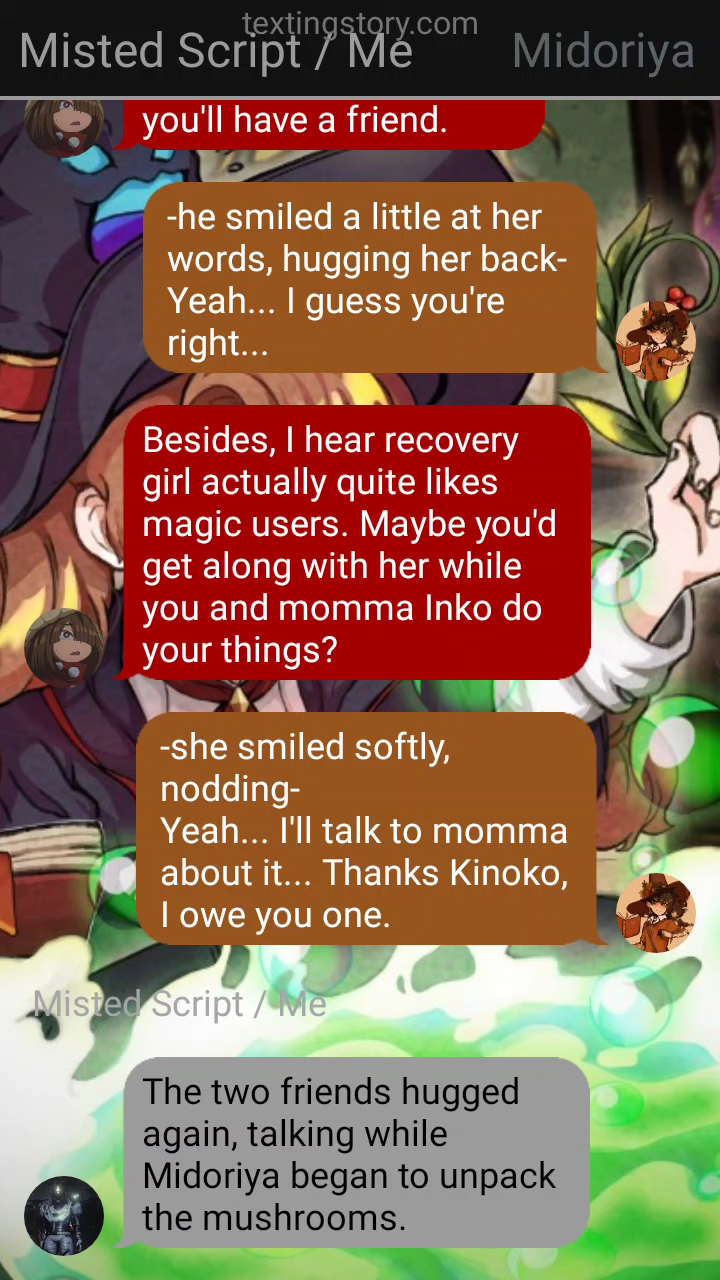 textingstory.com
Misted Script / Me
Midoriya
you'll have a friend.
-he smiled a little at her
words, hugging her back-
Yeah... I guess you're
right...
Besides, I hear recovery
girl actually quite likes
magic users. Maybe you'd
get along with her while
you and momma Inko do
your things?
-she smiled softly,
nodding-
Yeah... I'll talk to momma
about it... Thanks Kinoko,
I owe you one.
Misted Script / Me
The two friends hugged
again, talking while
Midoriya began to unpack
the mushrooms.